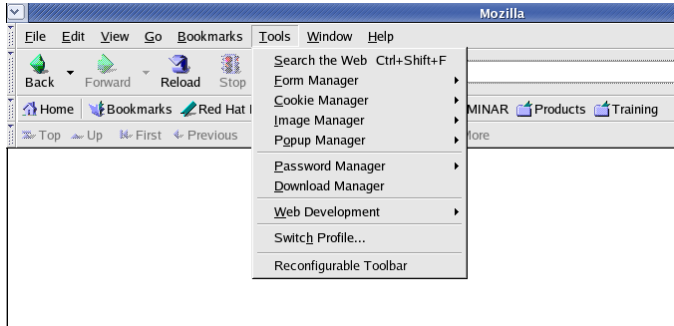 Mozilla
File Edit View Go Bookmarks Tools Window Help
Back Forward Reload Stop
Search the Web Ctrl+Shift+F
Form Manager
Cookie Manager
Image Manager
Popup Manager
Password Manager
Download Manager
Web Development
Switch Profile...
Reconfigurable Toolbar
Home Bookmarks Red Hat MINAR Products Training
Top Up First Previous More